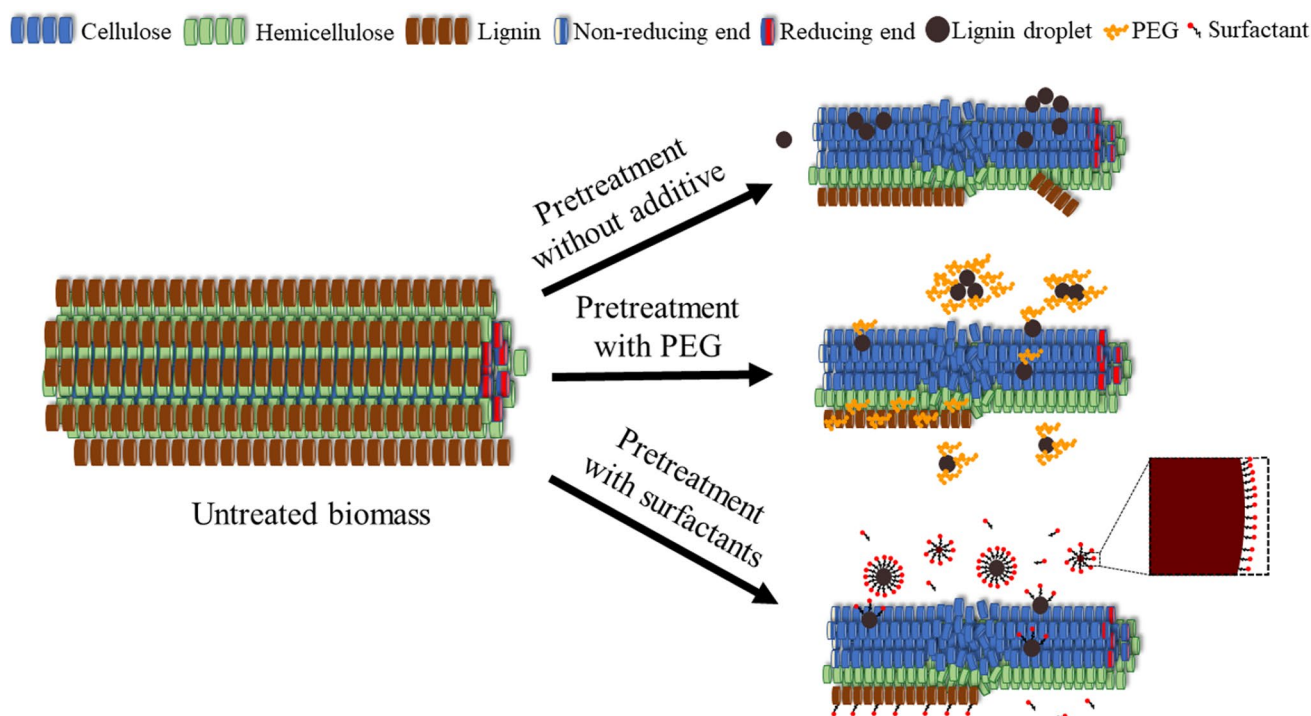 Cellulose Hemicellulose Lignin Non-reducing end Reducing end Lignin droplet PEG Surfactant
Pretreatment
without additive
Pretreatment
with PEG
Pretreatment
with surfactants
Untreated biomass